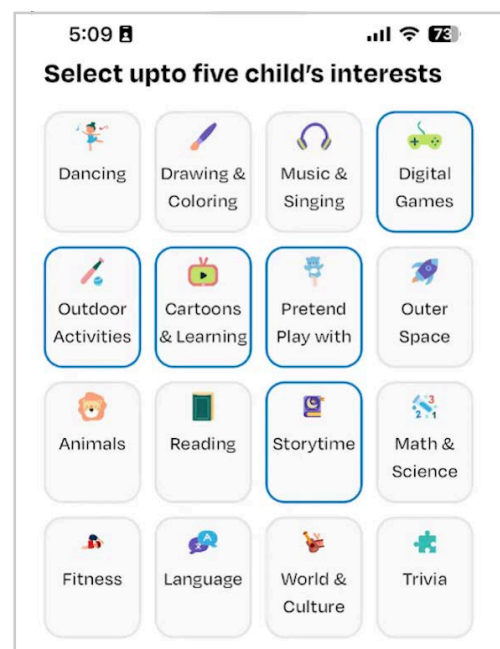 5:09 73
Select upto five child's interests
Dancing
Drawing &
Coloring
Music &
Singing
Digital
Games
Outdoor
Activities
Cartoons
& Learning
Pretend
Play with
Outer
Space
Animals
Reading
Storytime
Math &
Science
Fitness
Language
World &
Culture
Trivia